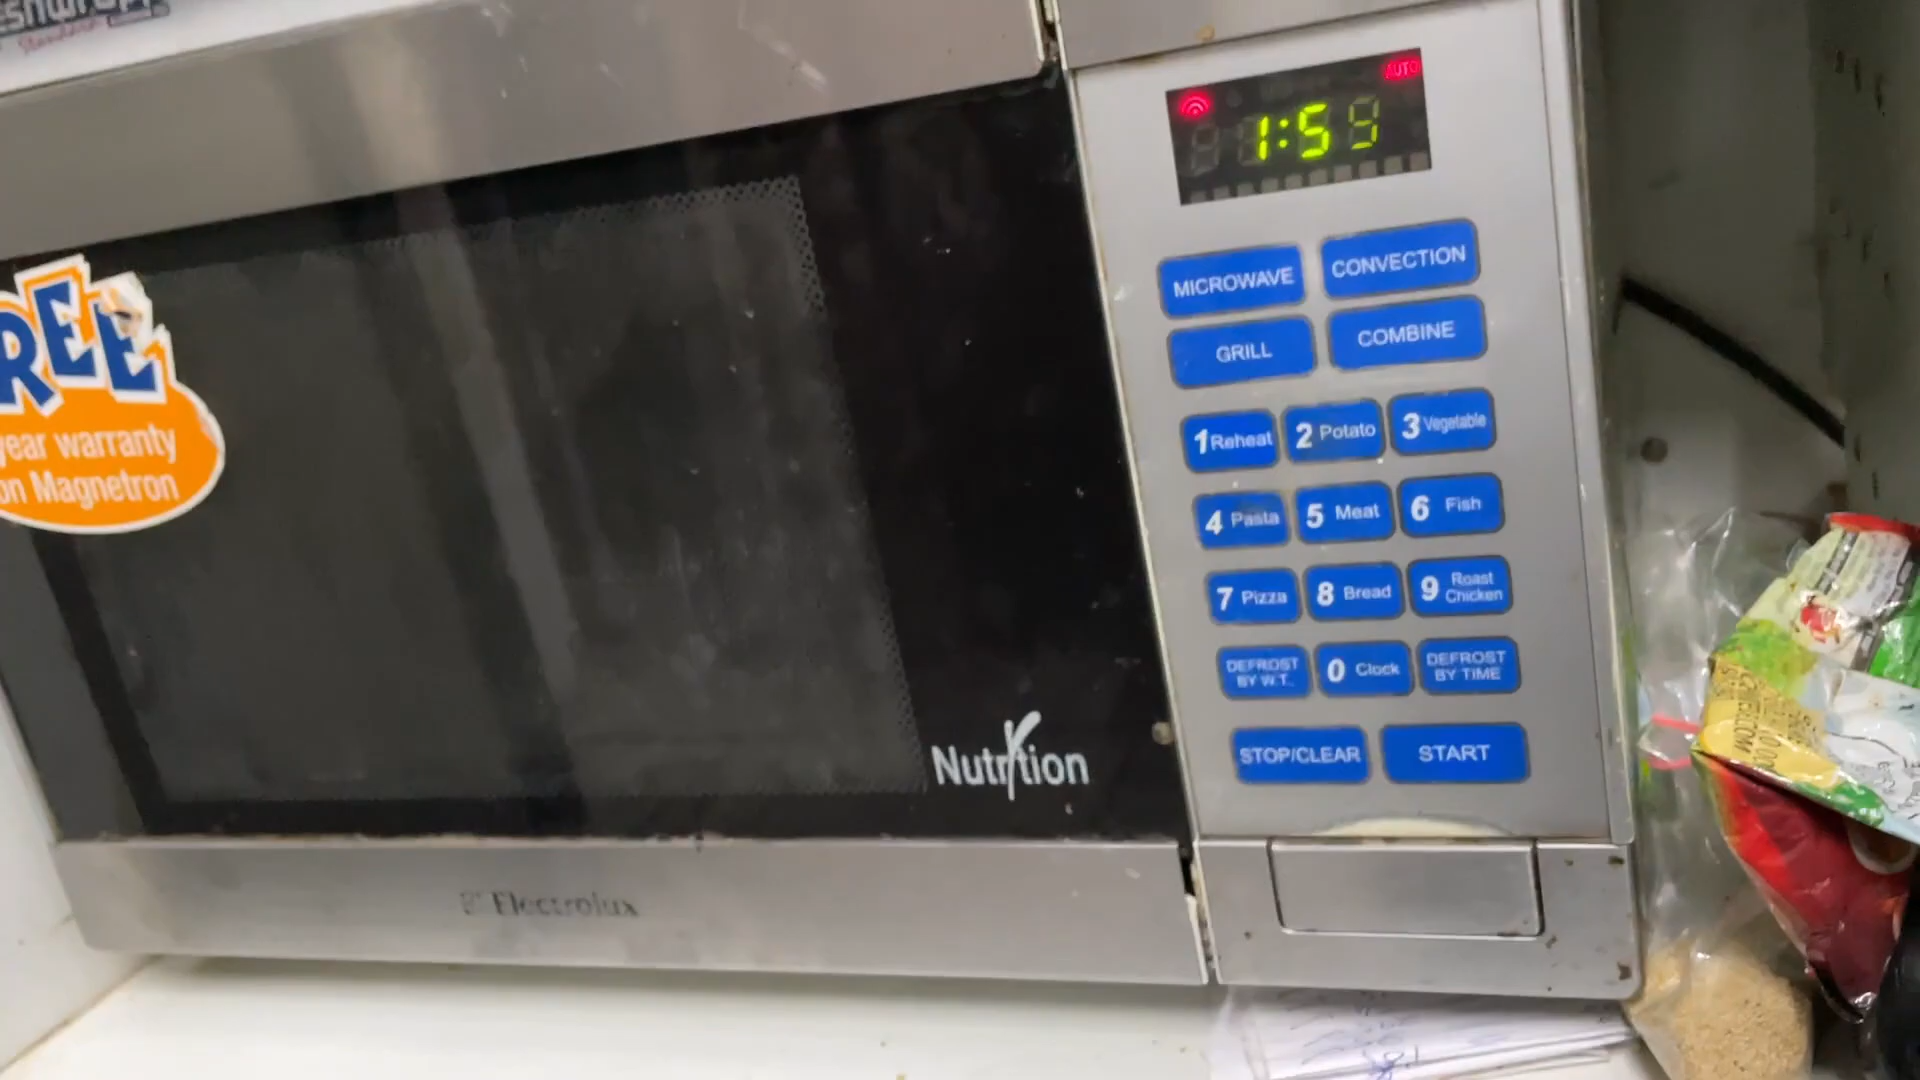 Standard
AUTO
1:59
MICROWAVE
CONVECTION
GRILL
COMBINE
1 Reheat
2 Potato
3 Vegetable
4 Pasta
5 Meat
6 Fish
7 Pizza
8 Bread
9 Roast
Chicken
DEFROST
BY W.T.
0 Clock
DEFROST
BY TIME
STOP/CLEAR
START
REE
year warranty
on Magnetron
Nutrition
Electrolux